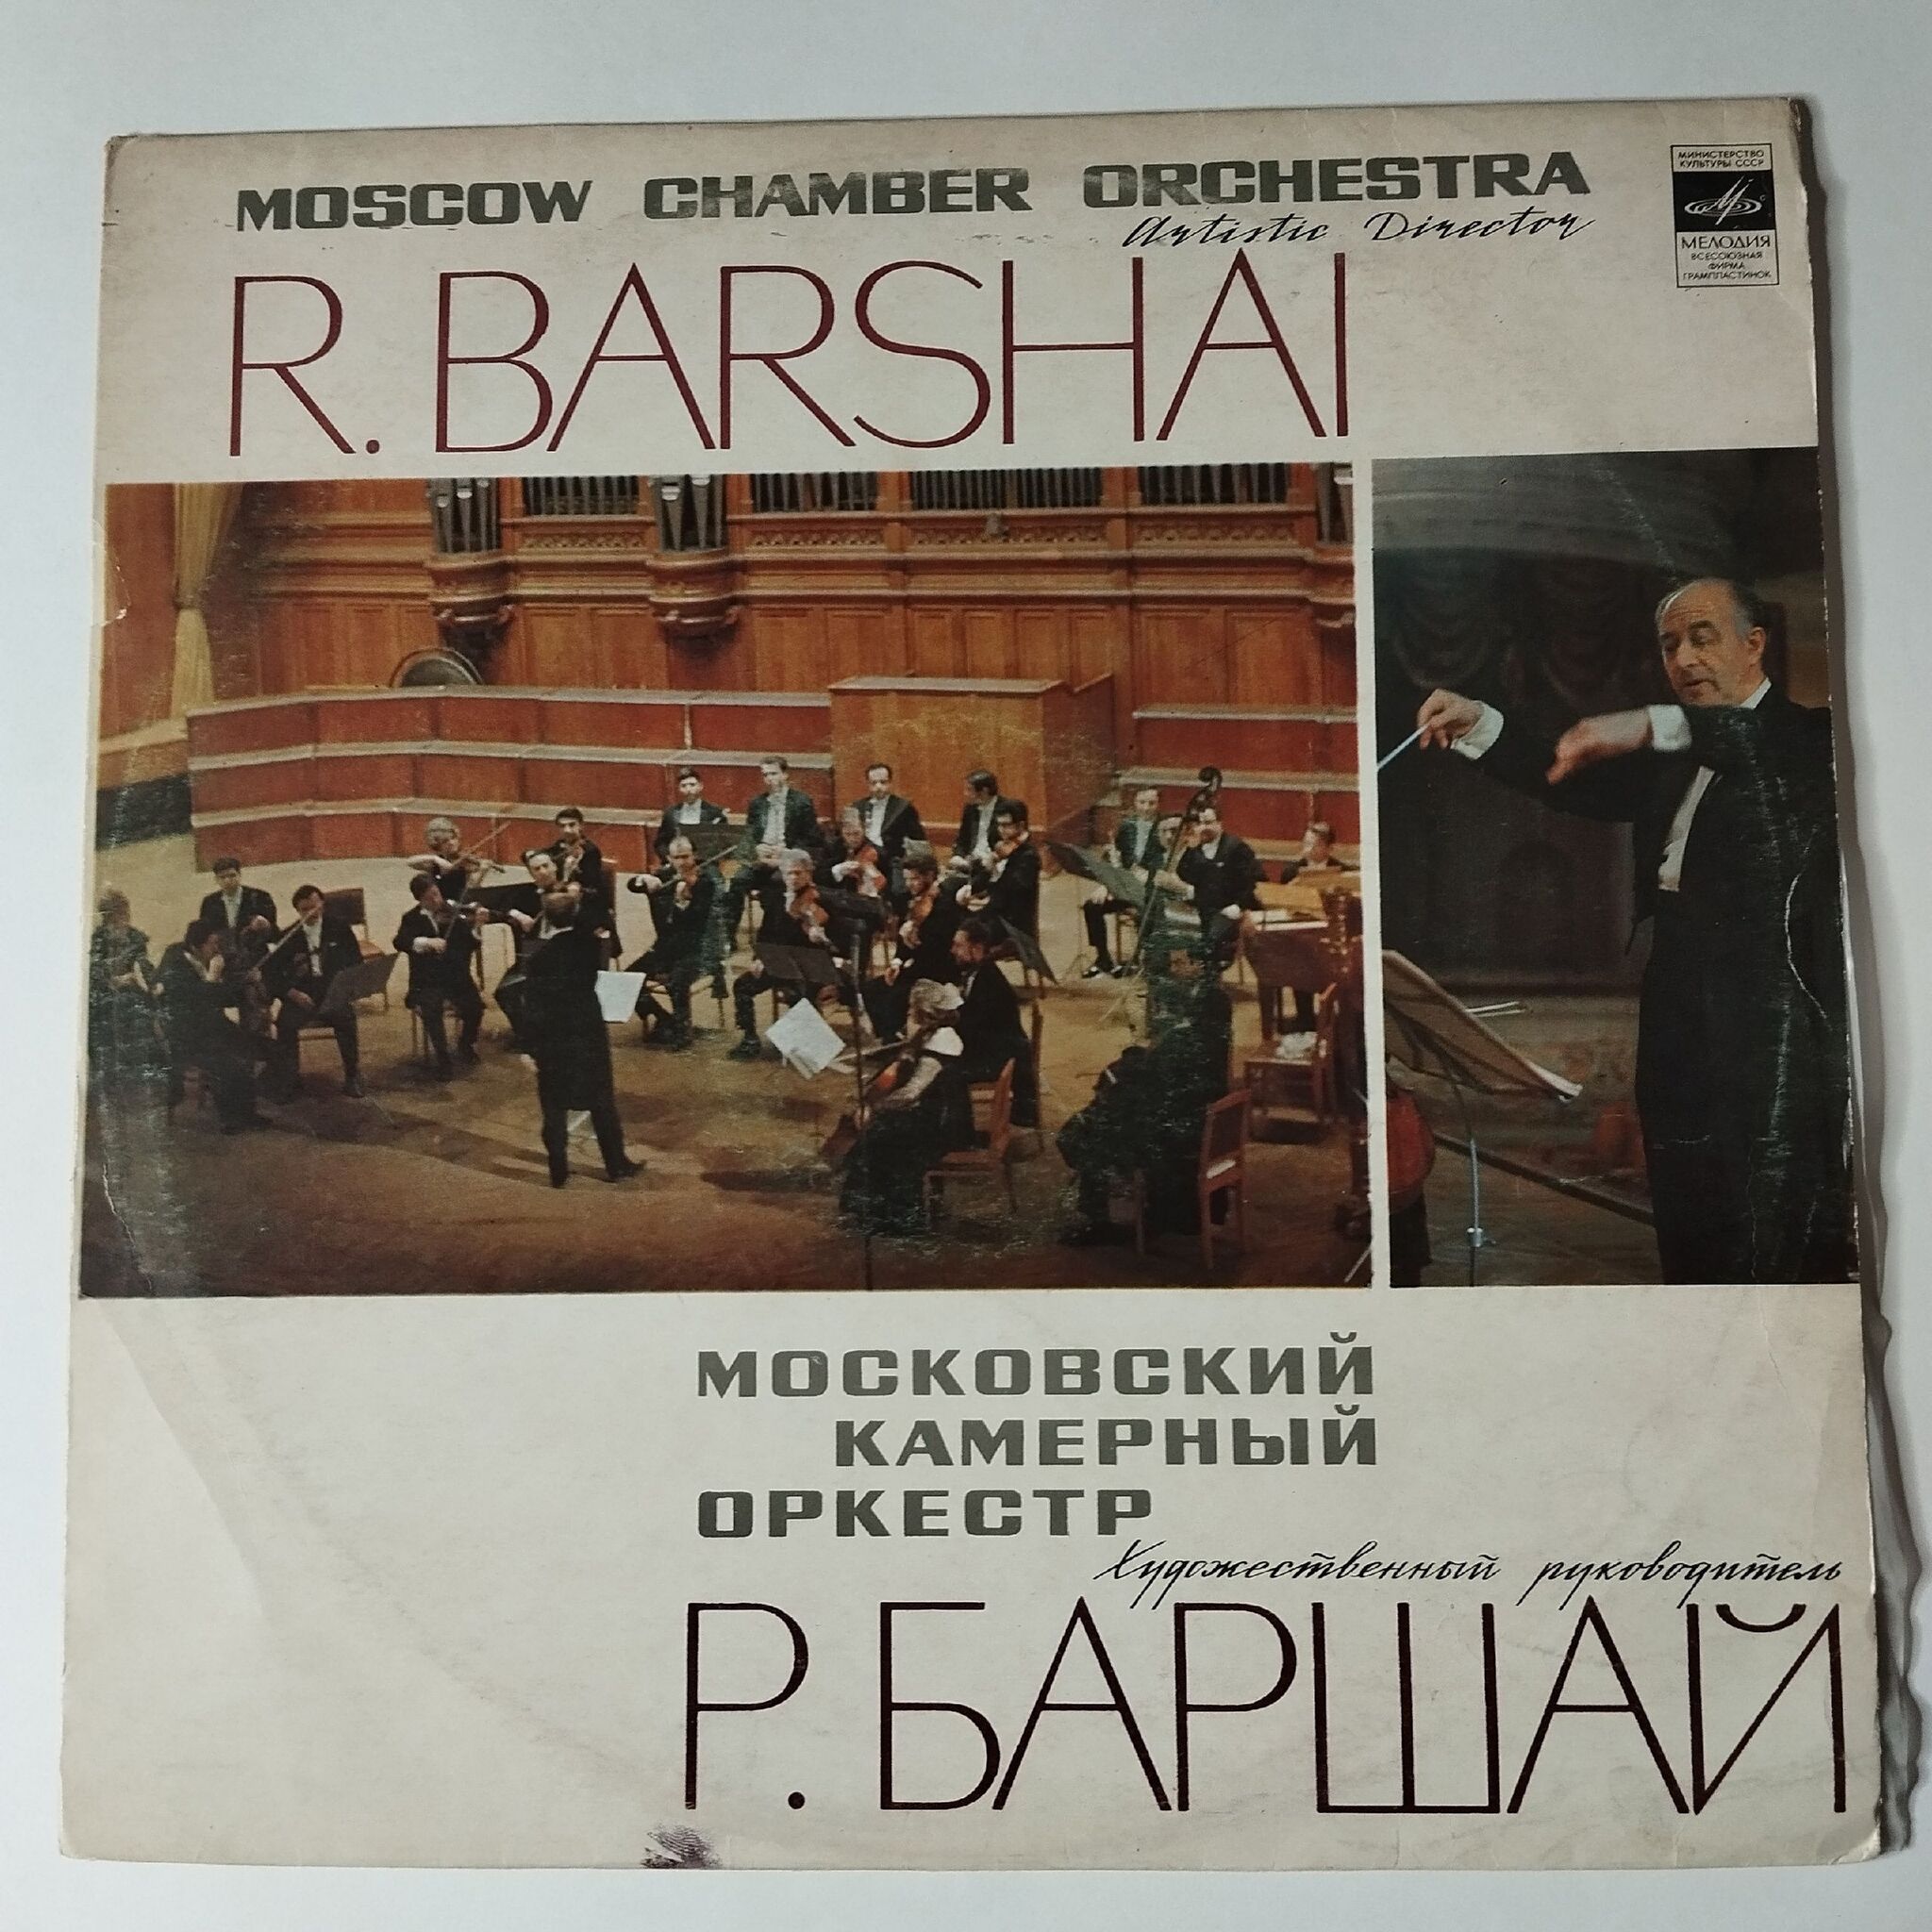 MOSCOW CHAMBER ORCHESTRA
Artistic Director
R. BARSHAI
МИНИСТЕРСТВО
КУЛЬТУРЫ СССР
МЕЛОДИЯ
ВСЕСОЮЗНАЯ
ФИРМА
ГРАМПЛАСТИНОК
МОСКОВСКИЙ
КАМЕРНЫЙ
ОРКЕСТР
Художественный руководитель
Р. БАРШАЙ